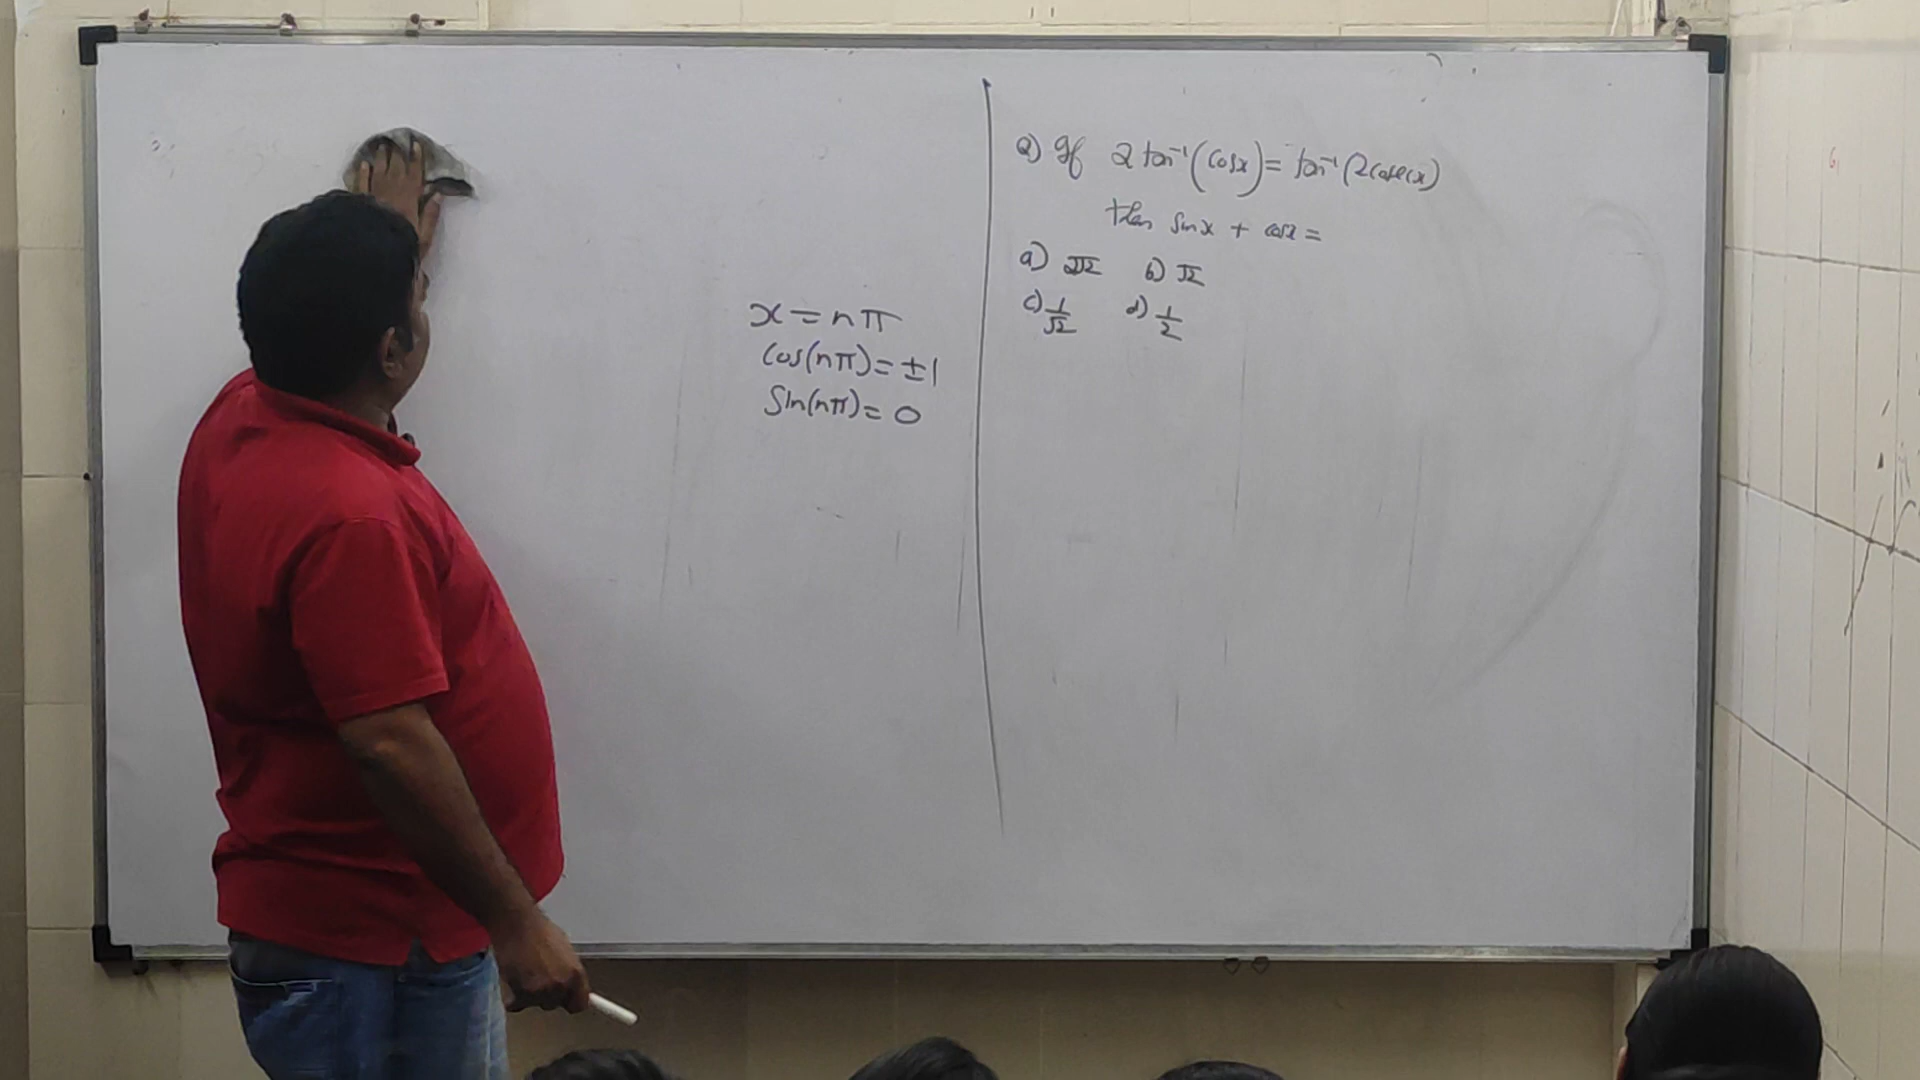 x = nπ
cos(nπ) = ±1
Sin(nπ) = 0
Q) If 2 tan⁻¹(cosx) = tan⁻¹(2cosecx)
then sinx + cosx =
a) 2√2 b) √2
c) 1/√2 d) 1/2